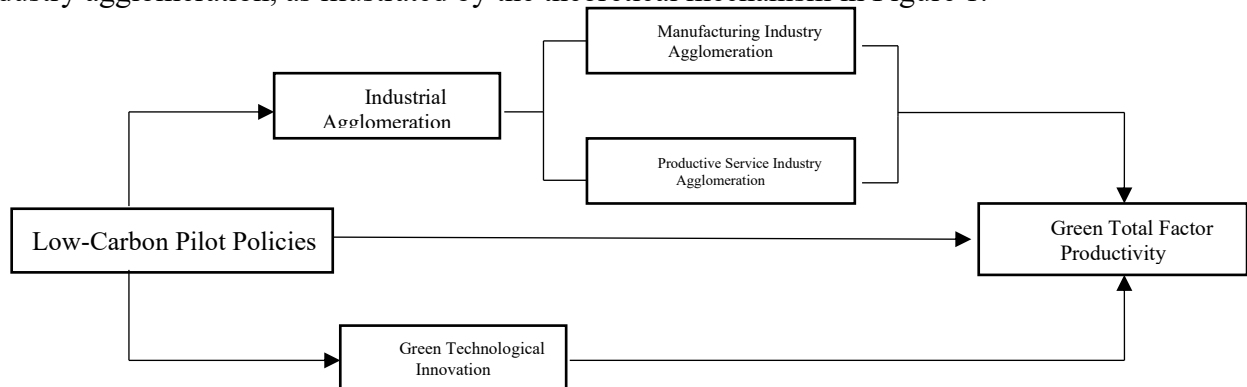 dustry agglomeration, as illustrated by the theoretical mechanism in Figure 1.
Manufacturing Industry
Agglomeration
Industrial
Agglomeration
Productive Service Industry
Agglomeration
Low-Carbon Pilot Policies
Green Total Factor
Productivity
Green Technological
Innovation